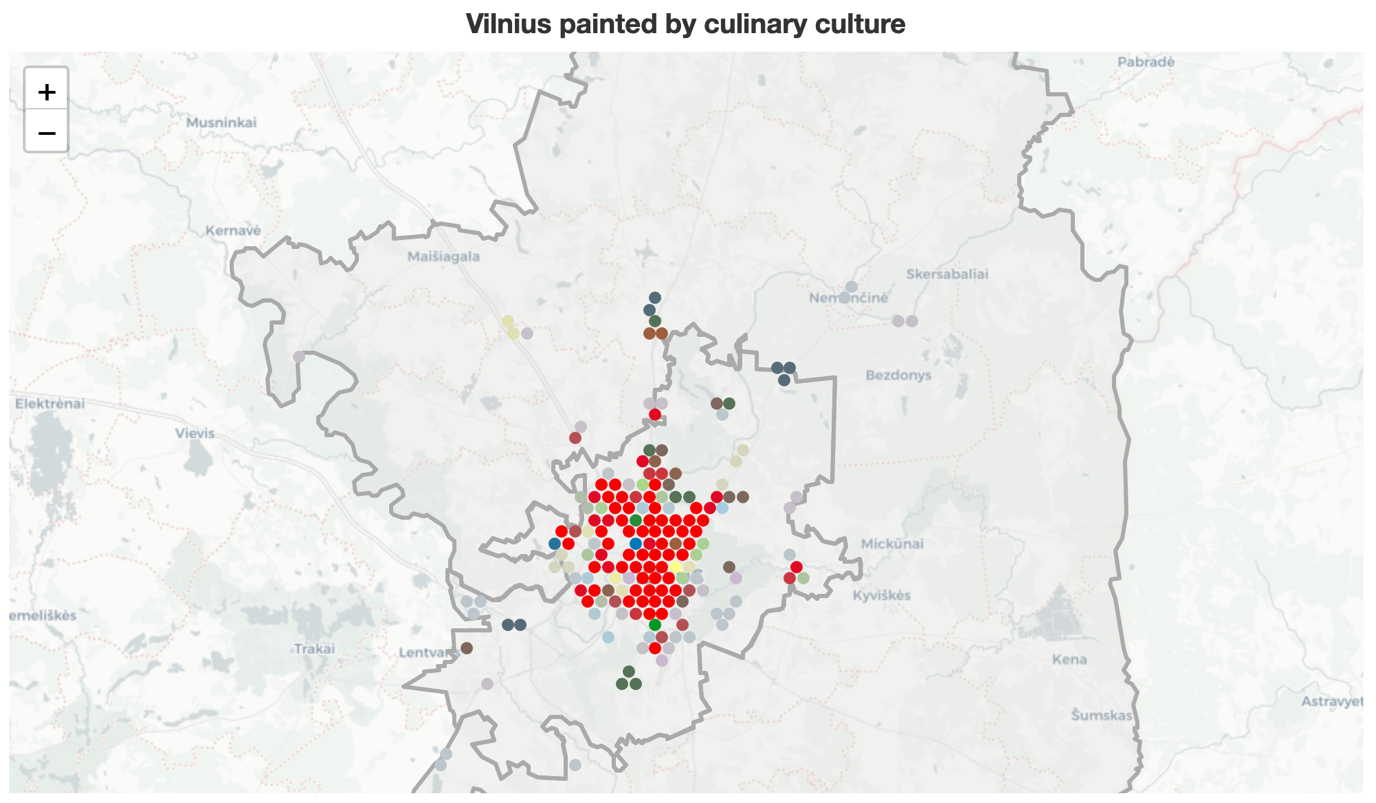 Vilnius painted by culinary culture
+
−
Pabradė
Musninkai
Kernavė
Maišiagala
Skersabaliai
Nemenčinė
Bezdonys
Elektrėnai
Vievis
Mickūnai
Kyviškės
emeliškės
Trakai
Lentvar
Kena
Šumskas
Astravyet